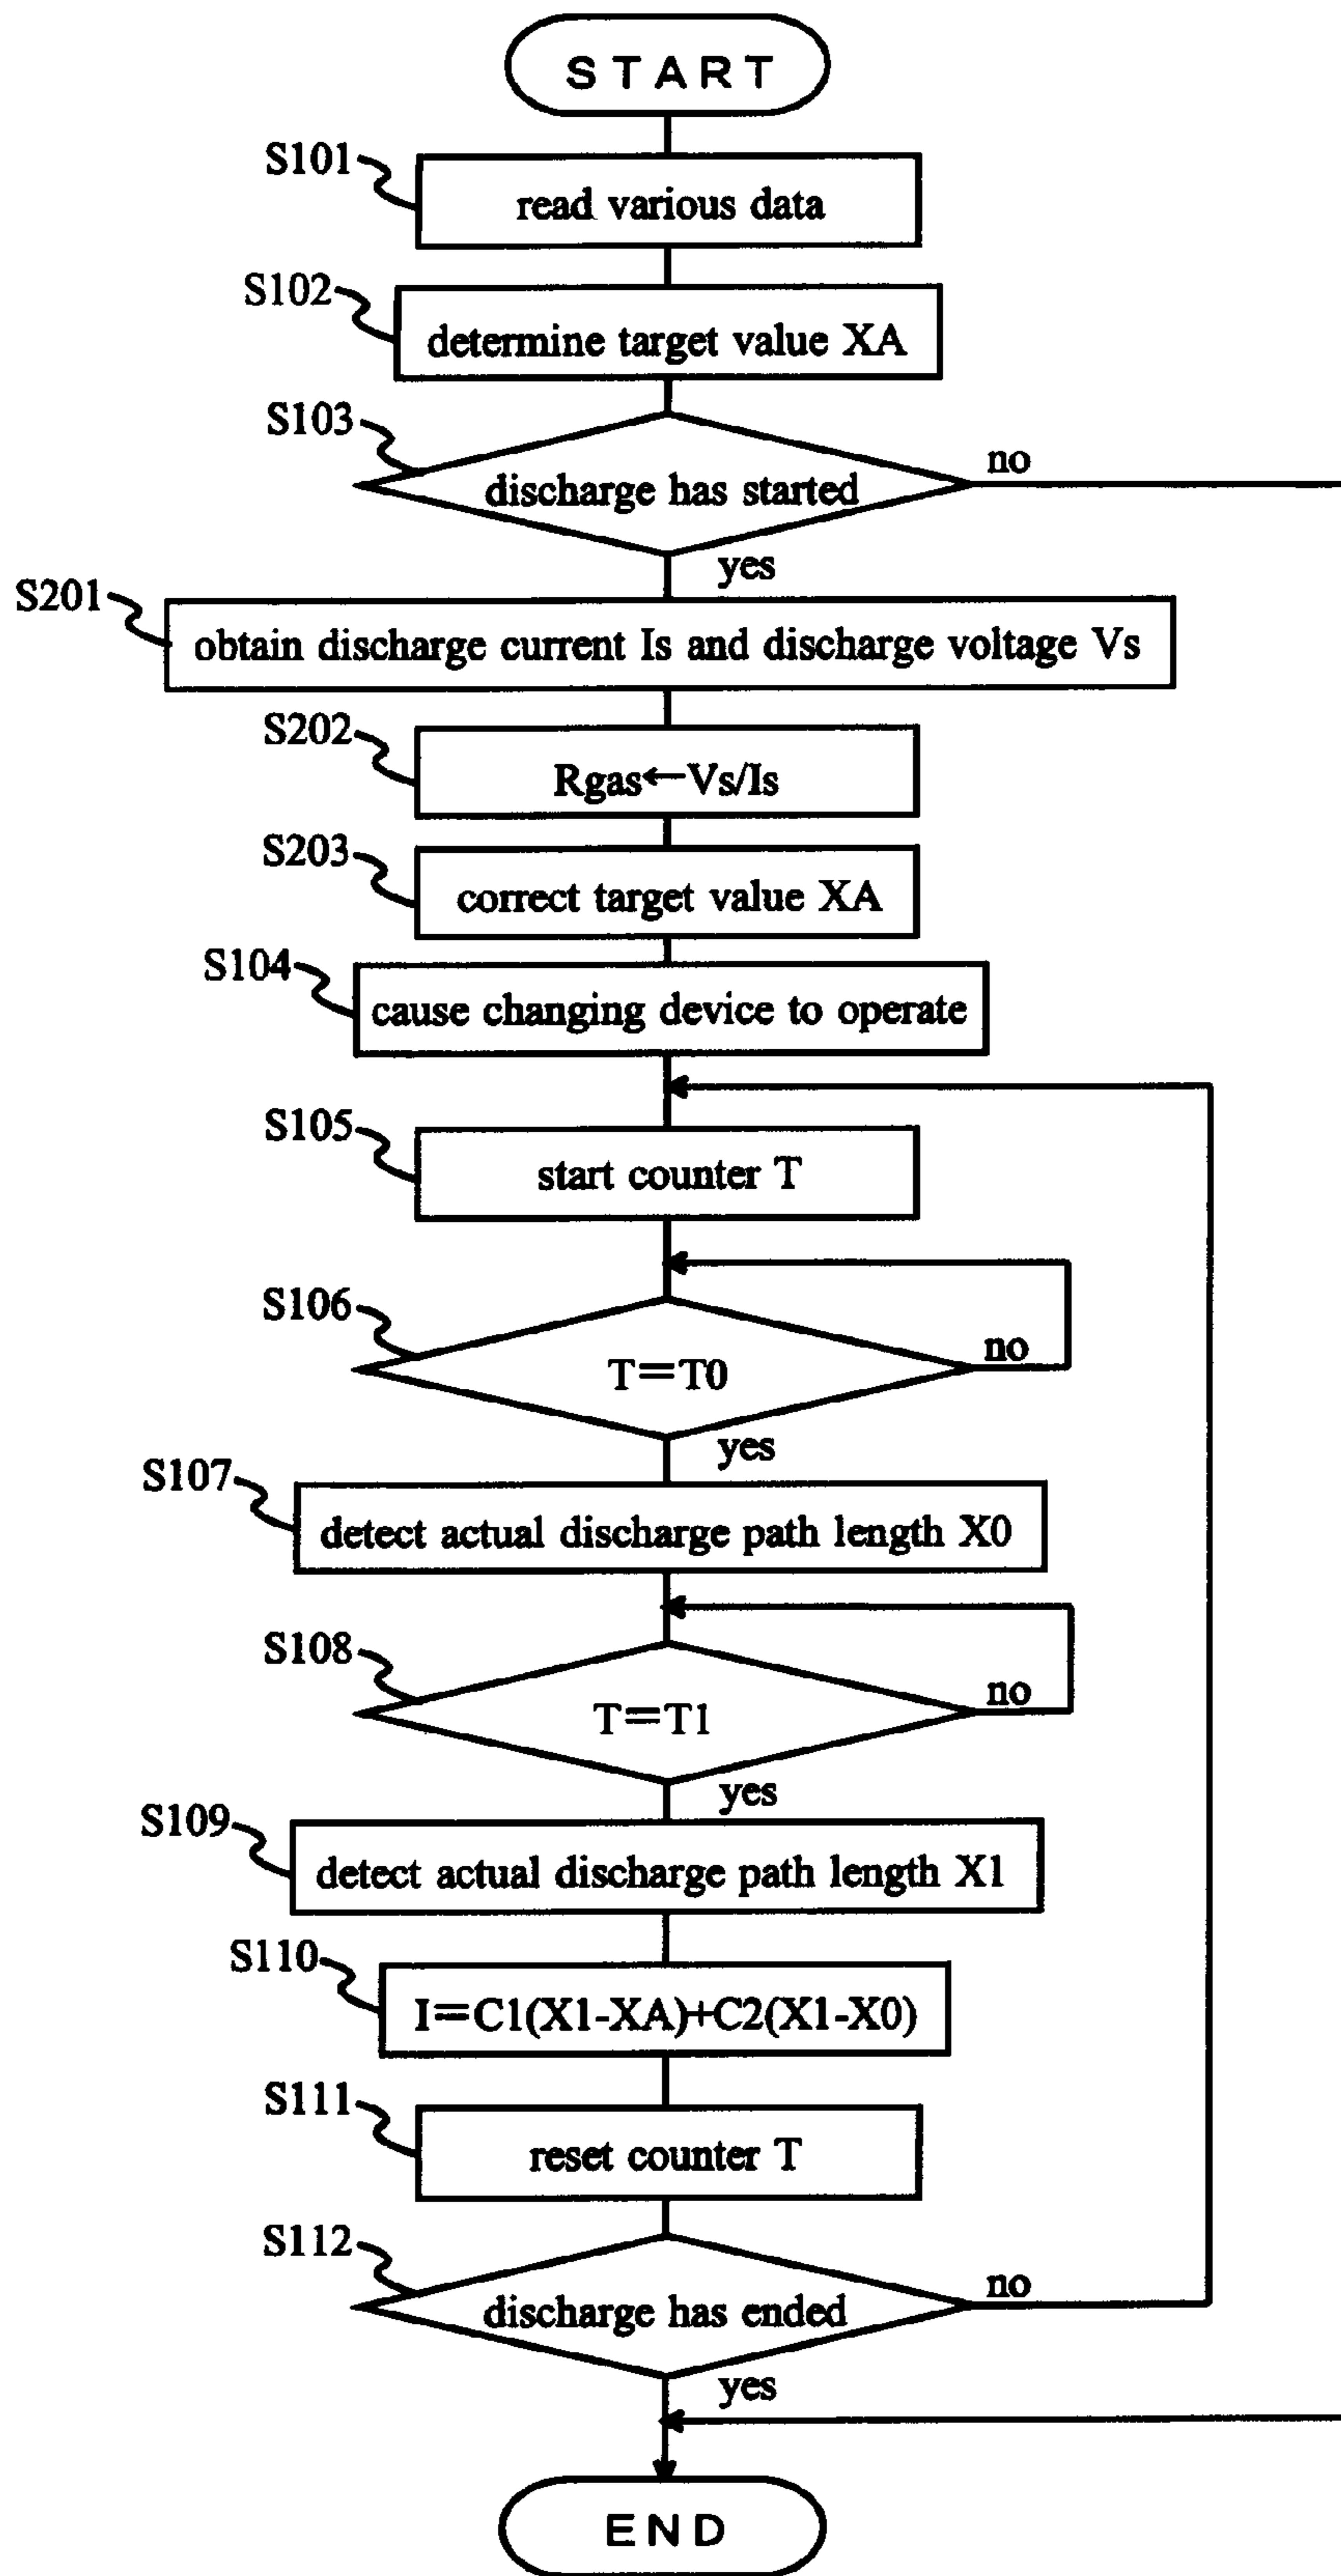 START
S101
read various data
S102
determine target value XA
S103
discharge has started
no
yes
S201
obtain discharge current Is and discharge voltage Vs
S202
Rgas←Vs/Is
S203
correct target value XA
S104
cause changing device to operate
S105
start counter T
S106
T=T0
no
yes
S107
detect actual discharge path length X0
S108
T=T1
no
yes
S109
detect actual discharge path length X1
S110
I=C1(X1-XA)+C2(X1-X0)
S111
reset counter T
S112
discharge has ended
no
yes
END